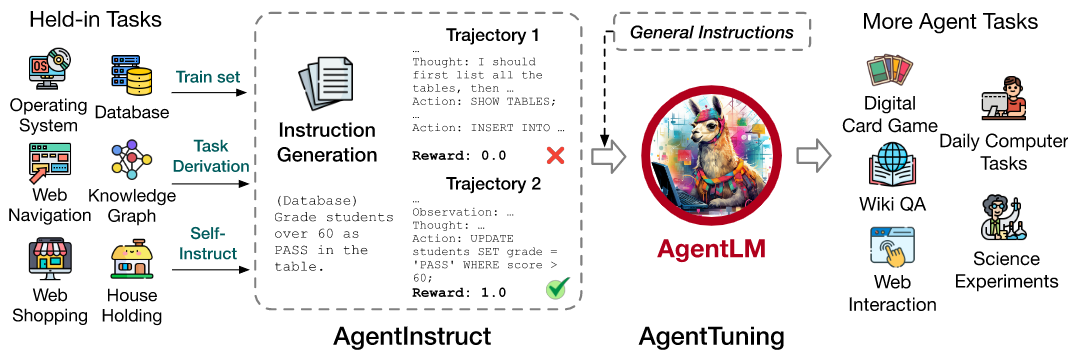 Held-in Tasks
OS
Operating
System
Database
Web
Navigation
Knowledge
Graph
Web
Shopping
House
Holding
Train set
Task
Derivation
Self-
Instruct
Instruction
Generation
(Database)
Grade students
over 60 as
PASS in the
table.
Trajectory 1
…
Thought: I should
first list all the
tables, then …
Action: SHOW TABLES;
…
Action: INSERT INTO …
Reward: 0.0
Trajectory 2
…
Observation: …
Thought: …
Action: UPDATE
students SET grade =
'PASS' WHERE score >
60;
Reward: 1.0
AgentInstruct
General Instructions
AgentLM
AgentTuning
More Agent Tasks
Digital
Card Game
Daily Computer
Tasks
Wiki QA
Web
Interaction
Science
Experiments